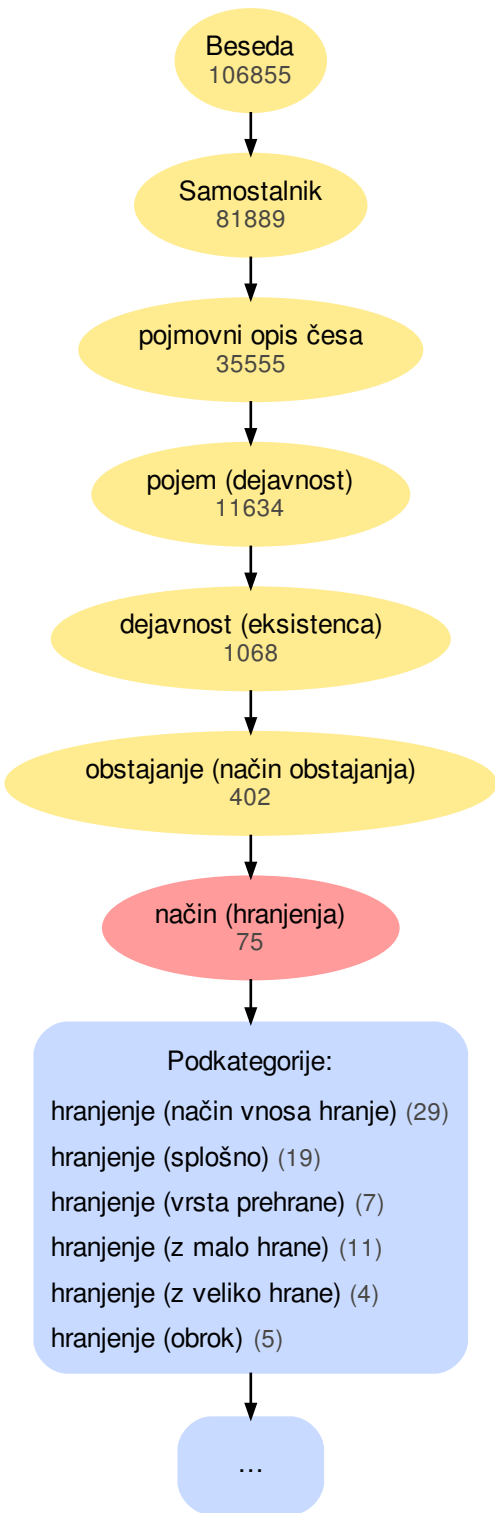 Beseda
106855
Samostalnik
81889
pojmovni opis česa
35555
pojem (dejavnost)
11634
dejavnost (eksistenca)
1068
obstajanje (način obstajanja)
402
način (hranjenja)
75
Podkategorije:
hranjenje (način vnosa hranje) (29)
hranjenje (splošno) (19)
hranjenje (vrsta prehrane) (7)
hranjenje (z malo hrane) (11)
hranjenje (z veliko hrane) (4)
hranjenje (obrok) (5)
...